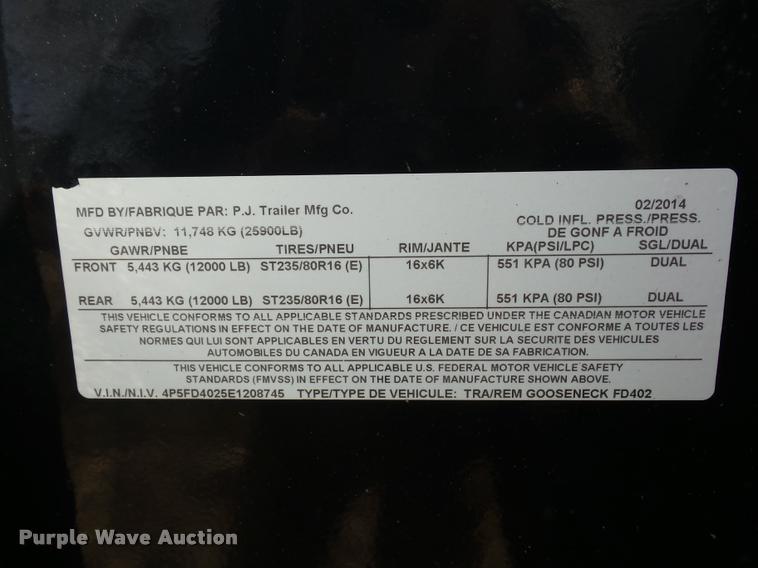 MFD BY/FABRIQUE PAR: P.J. Trailer Mfg Co. 02/2014
GVWR/PNBV: 11,748 KG (25900LB) COLD INFL. PRESS./PRESS. DE GONF A FROID
GAWR/PNBE TIRES/PNEU RIM/JANTE KPA(PSI/LPC) SGL/DUAL
FRONT 5,443 KG (12000 LB) ST235/80R16 (E) 16x6K 551 KPA (80 PSI) DUAL
REAR 5,443 KG (12000 LB) ST235/80R16 (E) 16x6K 551 KPA (80 PSI) DUAL
THIS VEHICLE CONFORMS TO ALL APPLICABLE STANDARDS PRESCRIBED UNDER THE CANADIAN MOTOR VEHICLE
SAFETY REGULATIONS IN EFFECT ON THE DATE OF MANUFACTURE. / CE VEHICULE EST CONFORME A TOUTES LES
NORMES QUI LUI SONT APPLICABLES EN VERTU DU REGLEMENT SUR LA SECURITE DES VEHICULES
AUTOMOBILES DU CANADA EN VIGUEUR A LA DATE DE SA FABRICATION.
THIS VEHICLE CONFORMS TO ALL APPLICABLE U.S. FEDERAL MOTOR VEHICLE SAFETY
STANDARDS (FMVSS) IN EFFECT ON THE DATE OF MANUFACTURE SHOWN ABOVE.
V.I.N./N.I.V. 4P5FD4025E1208745 TYPE/TYPE DE VEHICULE: TRA/REM GOOSENECK FD402
Purple Wave Auction